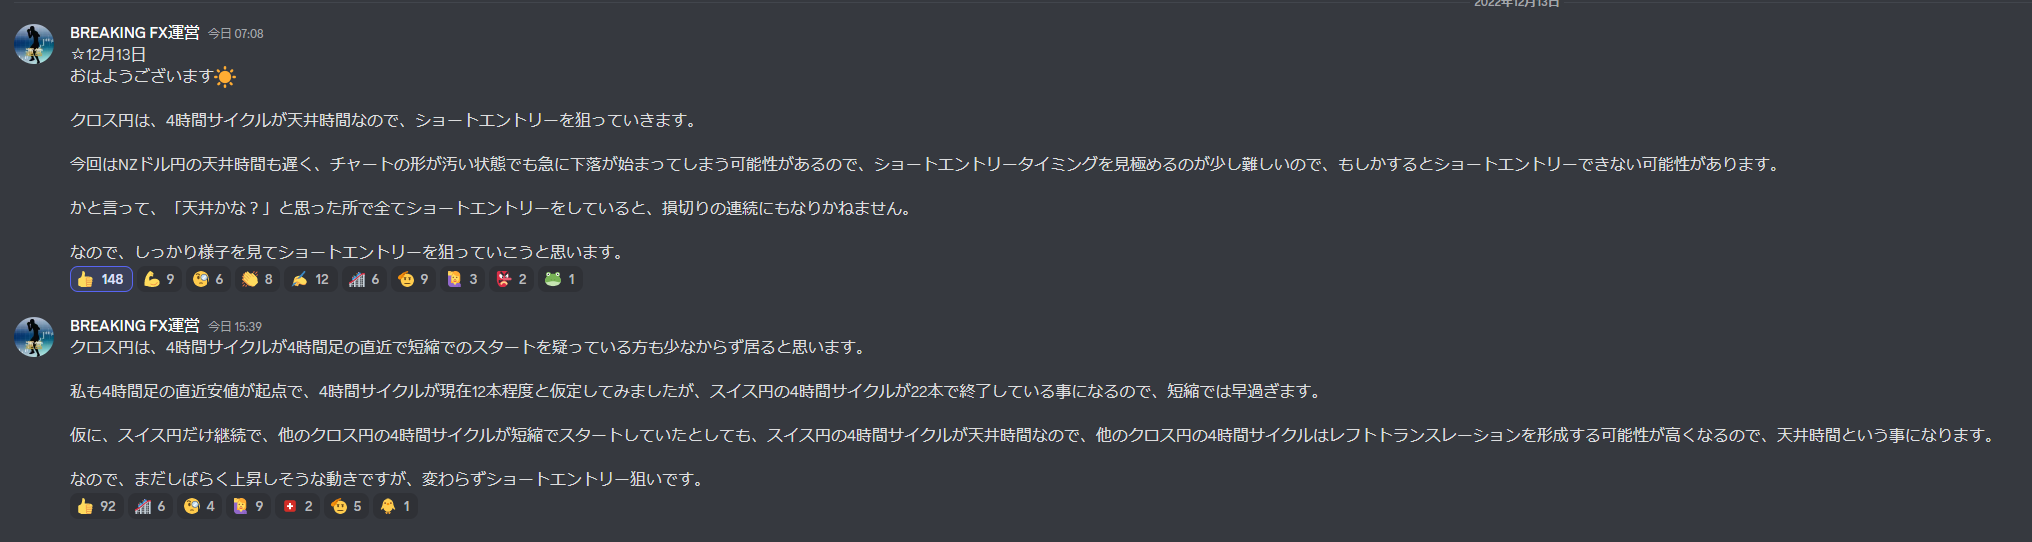 2022年12月13日
BREAKING FX運営 今日 07:08
☆12月13日
おはようございます☀
クロス円は、4時間サイクルが天井時間なので、ショートエントリーを狙っていきます。
今回はNZドル円の天井時間も遅く、チャートの形が汚い状態でも急に下落が始まってしまう可能性があるので、ショートエントリータイミングを見極めるのが少し難しいので、もしかするとショートエントリーできない可能性があります。
かと言って、「天井かな？」と思った所で全てショートエントリーをしていると、損切りの連続にもなりかねません。
なので、しっかり様子を見てショートエントリーを狙っていこうと思います。
148 9 6 8 12 6 9 3 2 1
BREAKING FX運営 今日 15:39
クロス円は、4時間サイクルが4時間足の直近で短縮でのスタートを疑っている方も少なからず居ると思います。
私も4時間足の直近安値が起点で、4時間サイクルが現在12本程度と仮定してみましたが、スイス円の4時間サイクルが22本で終了している事になるので、短縮では早過ぎます。
仮に、スイス円だけ継続で、他のクロス円の4時間サイクルが短縮でスタートしていたとしても、スイス円の4時間サイクルが天井時間なので、他のクロス円の4時間サイクルはレフトトランスレーションを形成する可能性が高くなるので、天井時間という事になります。
なので、まだしばらく上昇しそうな動きですが、変わらずショートエントリー狙いです。
92 6 4 9 2 5 1